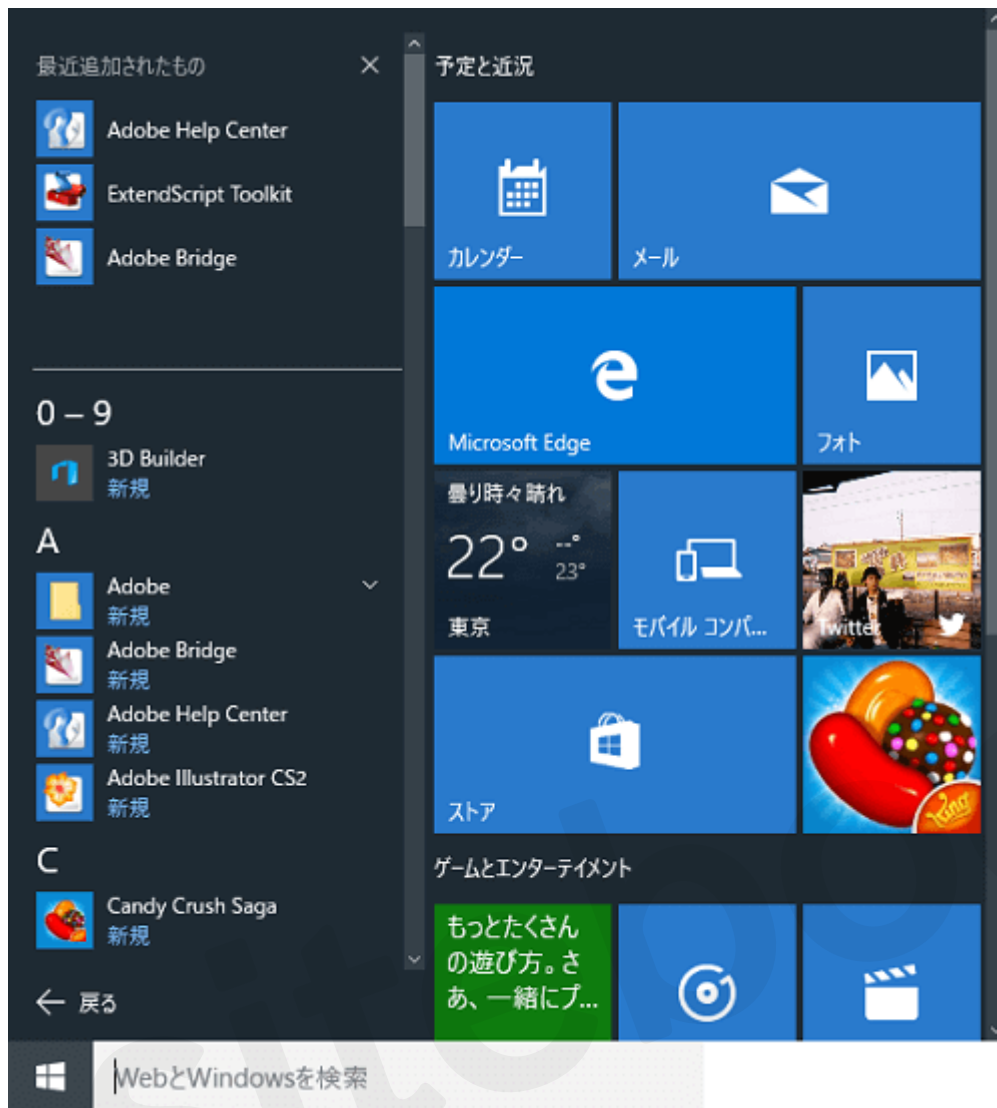 最近追加されたもの
Adobe Help Center
ExtendScript Toolkit
Adobe Bridge
0 – 9
3D Builder
新規
A
Adobe
新規
Adobe Bridge
新規
Adobe Help Center
新規
Adobe Illustrator CS2
新規
C
Candy Crush Saga
新規
戻る
予定と近況
カレンダー
メール
Microsoft Edge
フォト
曇り時々晴れ
22° --°
23°
東京
モバイル コンパ...
Twitter
ストア
King
ゲームとエンターテイメント
もっとたくさん
の遊び方。さ
あ、一緒にプ...
WebとWindowsを検索